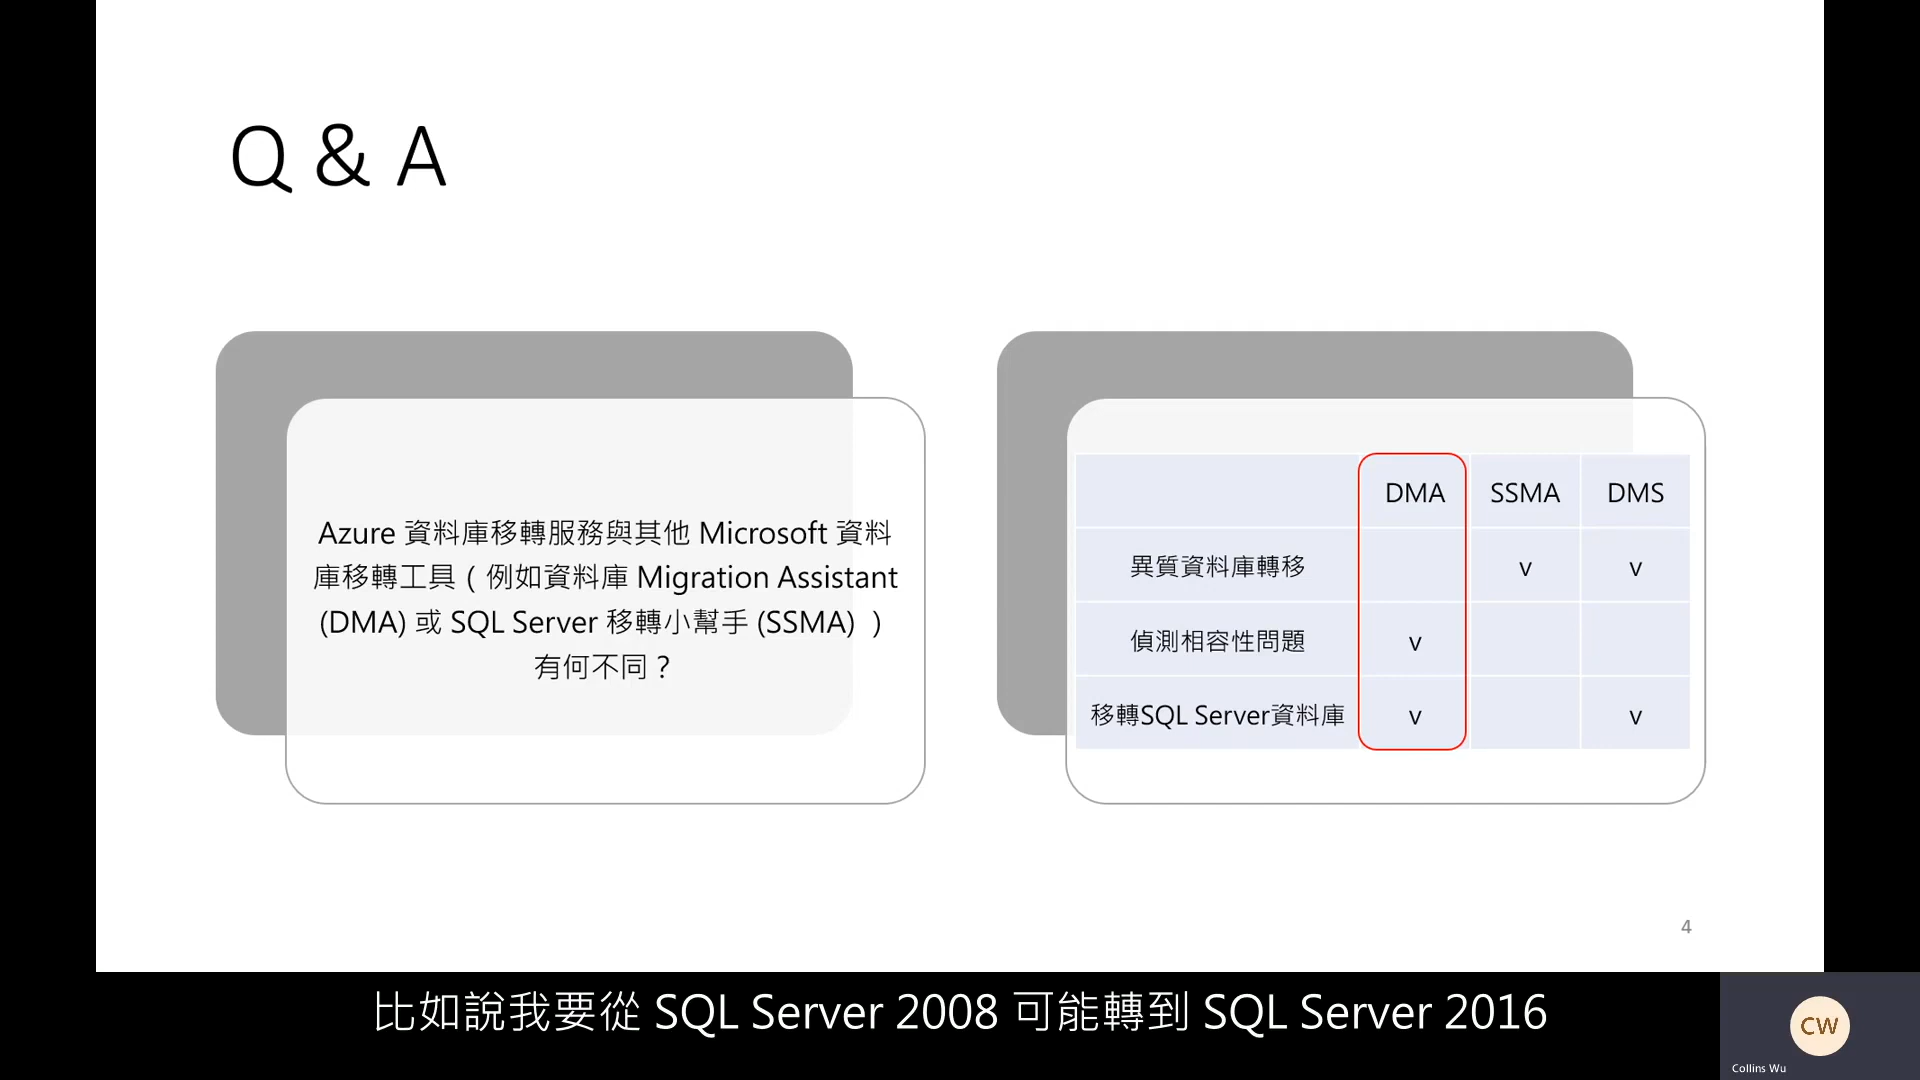 Q & A
Azure 資料庫移轉服務與其他 Microsoft 資料
庫移轉工具（例如資料庫 Migration Assistant
(DMA) 或 SQL Server 移轉小幫手 (SSMA) ）
有何不同？
DMA SSMA DMS
異質資料庫轉移 v v
偵測相容性問題 v
移轉SQL Server資料庫 v v
4
比如說我要從 SQL Server 2008 可能轉到 SQL Server 2016
CW
Collins Wu